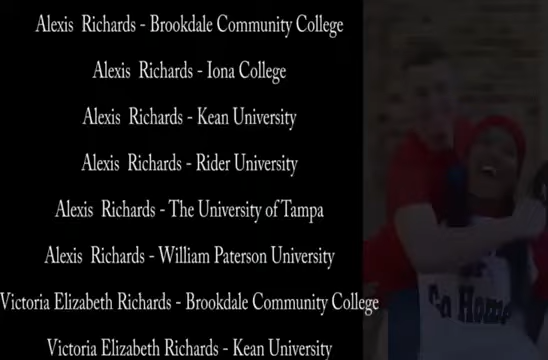 Alexis Richards - Brookdale Community College
Alexis Richards - Iona College
Alexis Richards - Kean University
Alexis Richards - Rider University
Alexis Richards - The University of Tampa
Alexis Richards - William Paterson University
Victoria Elizabeth Richards - Brookdale Community College
Victoria Elizabeth Richards - Kean University
Go Home